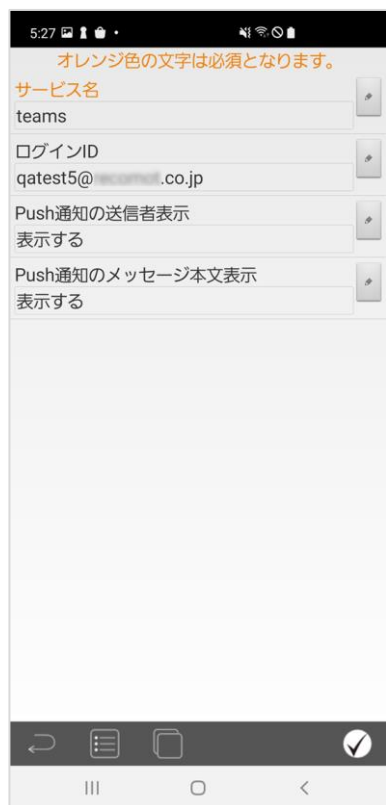 5:27
オレンジ色の文字は必須となります。
サービス名
teams
ログインID
qatest5@ .co.jp
Push通知の送信者表示
表示する
Push通知のメッセージ本文表示
表示する